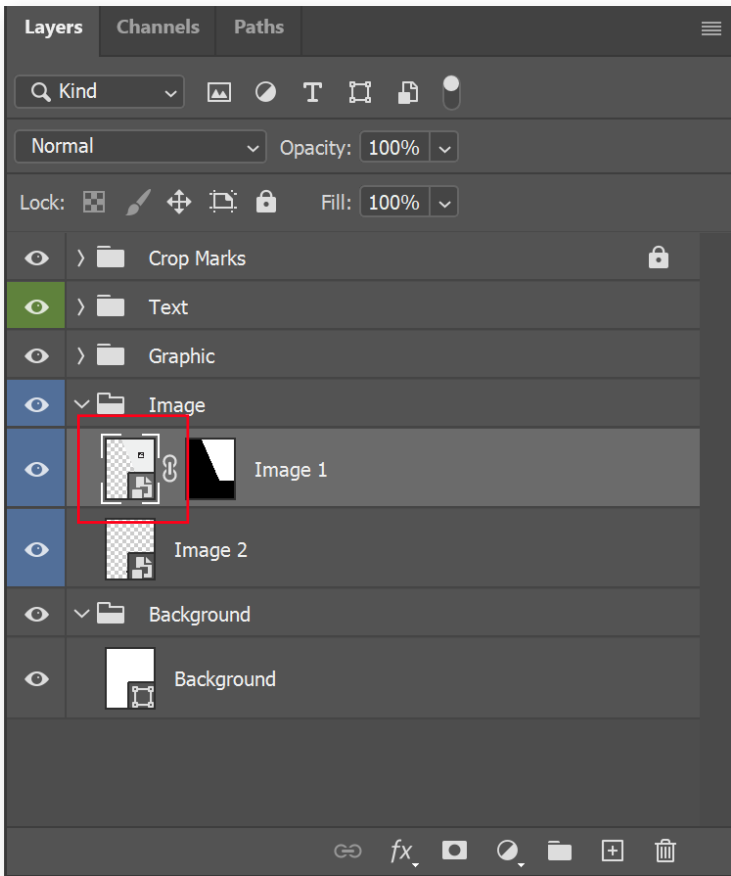 Layers Channels Paths
Kind
Normal Opacity: 100%
Lock: Fill: 100%
Crop Marks
Text
Graphic
Image
Image 1
Image 2
Background
Background
fx